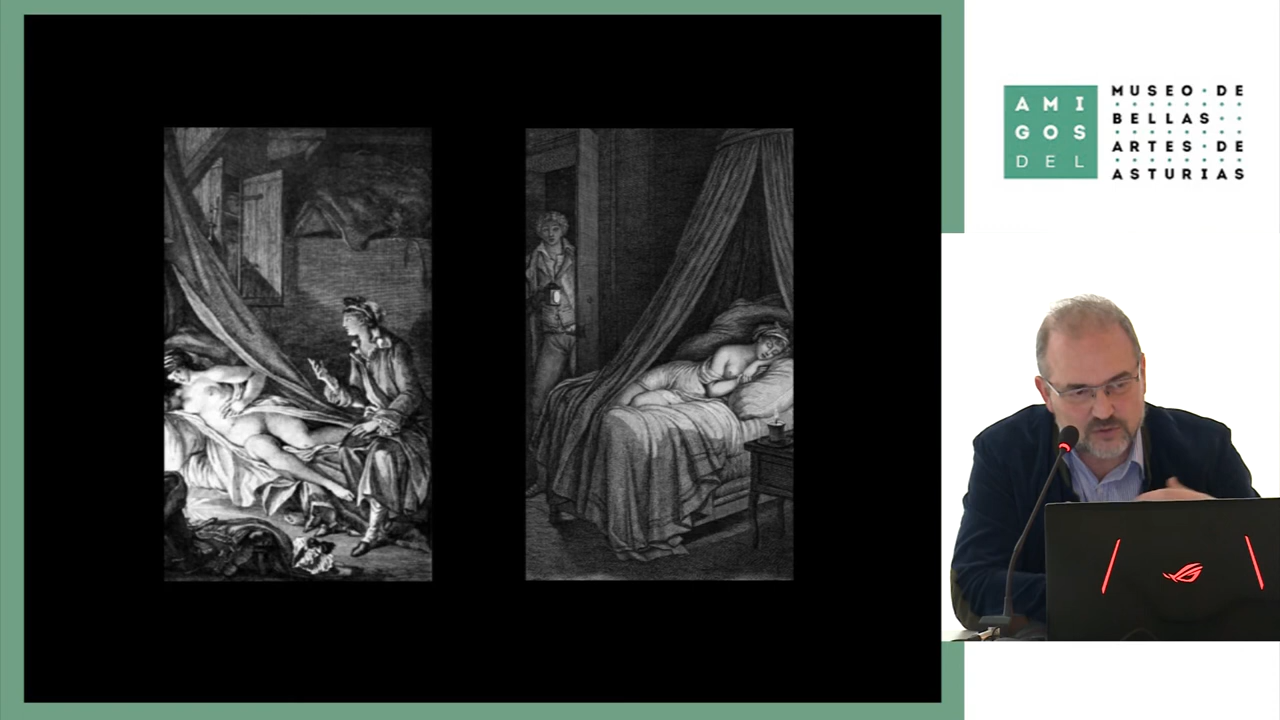 AMI
GOS
DEL
MUSEO DE
BELLAS
ARTES DE
ASTURIAS